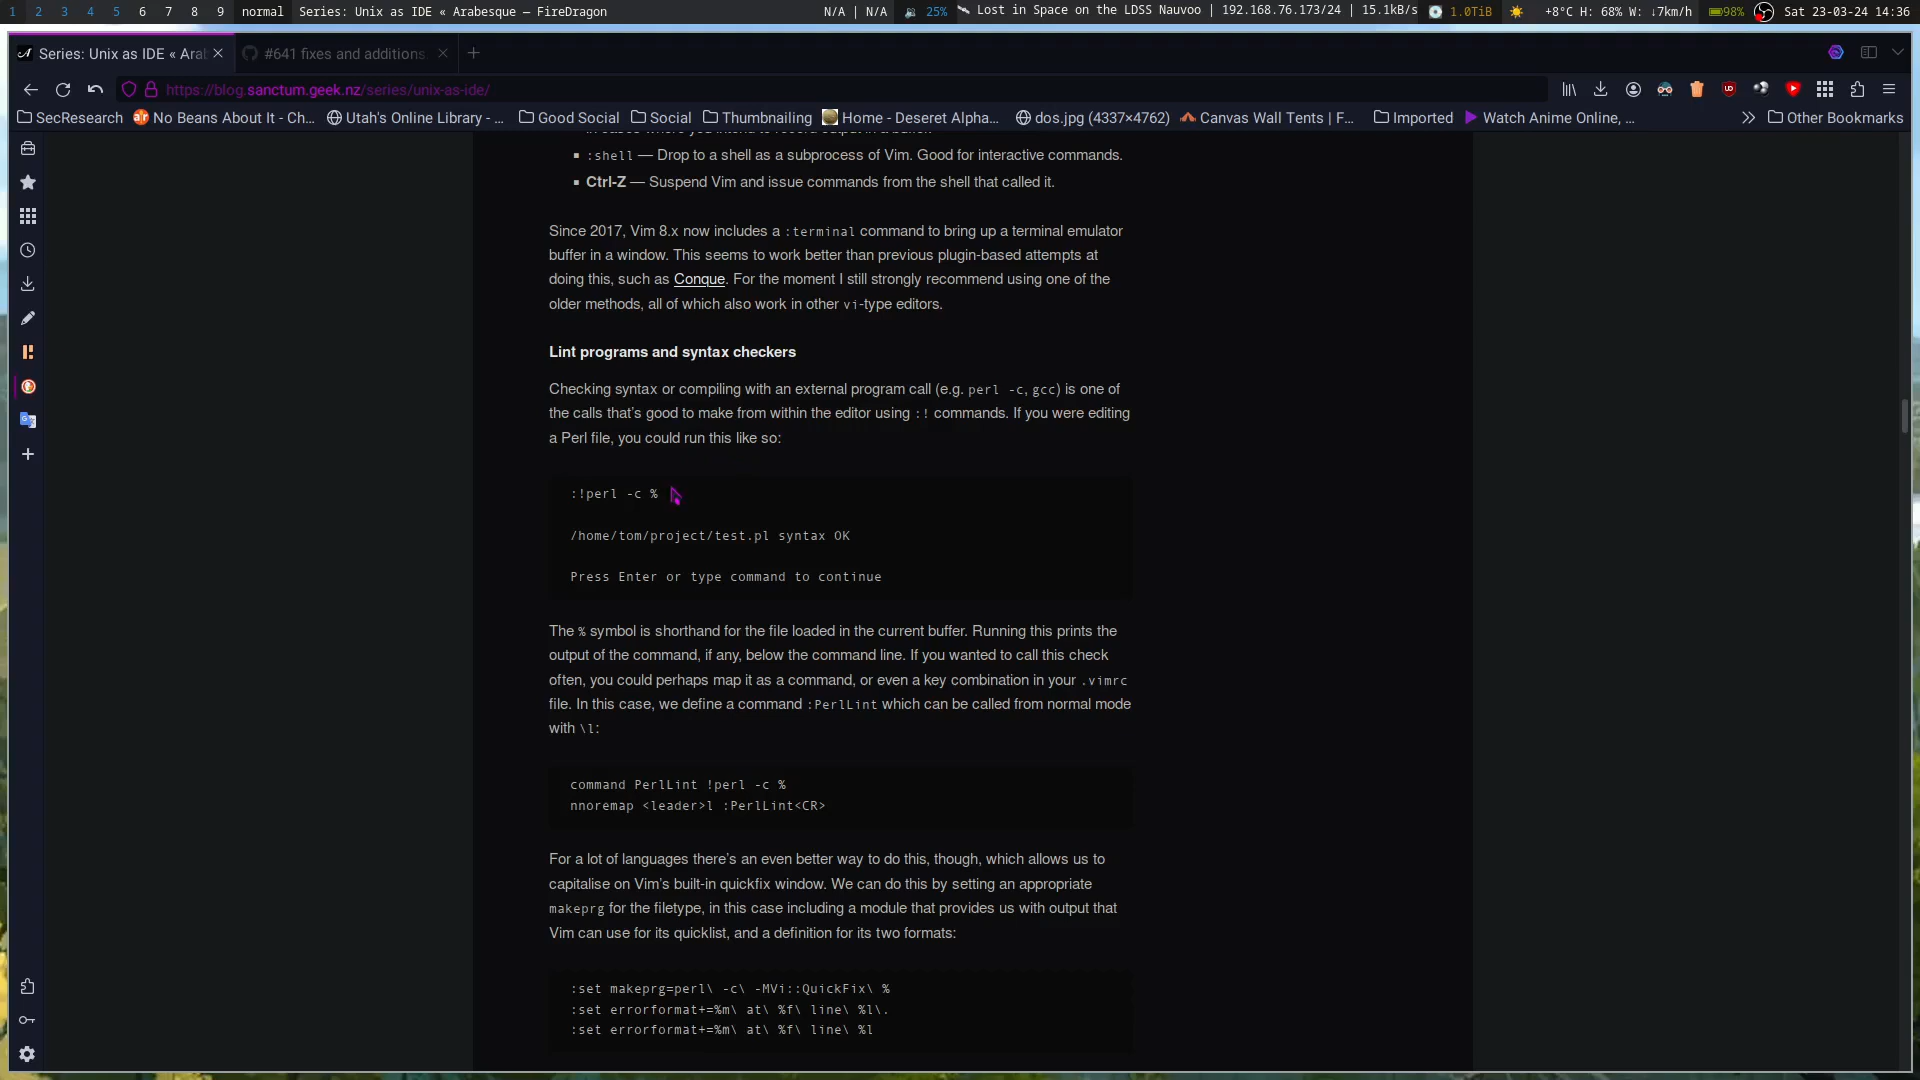 1 2 3 4 5 6 7 8 9 normal Series: Unix as IDE « Arabesque — FireDragon N/A | N/A 25% Lost in Space on the LDSS Nauvoo | 192.168.76.173/24 | 15.1kB/s 1.0TiB +8°C H: 68% W: ↓7km/h 98% Sat 23-03-24 14:36
Series: Unix as IDE « Ara #641 fixes and additions
https://blog.sanctum.geek.nz/series/unix-as-ide/
SecResearch No Beans About It - Ch... Utah's Online Library - ... Good Social Social Thumbnailing Home - Deseret Alpha... dos.jpg (4337×4762) Canvas Wall Tents | F... Imported Watch Anime Online, ... Other Bookmarks
:shell — Drop to a shell as a subprocess of Vim. Good for interactive commands.
Ctrl-Z — Suspend Vim and issue commands from the shell that called it.
Since 2017, Vim 8.x now includes a :terminal command to bring up a terminal emulator
buffer in a window. This seems to work better than previous plugin-based attempts at
doing this, such as Conque. For the moment I still strongly recommend using one of the
older methods, all of which also work in other vi-type editors.
Lint programs and syntax checkers
Checking syntax or compiling with an external program call (e.g. perl -c, gcc) is one of
the calls that's good to make from within the editor using :! commands. If you were editing
a Perl file, you could run this like so:
:!perl -c %
/home/tom/project/test.pl syntax OK
Press Enter or type command to continue
The % symbol is shorthand for the file loaded in the current buffer. Running this prints the
output of the command, if any, below the command line. If you wanted to call this check
often, you could perhaps map it as a command, or even a key combination in your .vimrc
file. In this case, we define a command :PerlLint which can be called from normal mode
with \l:
command PerlLint !perl -c %
nnoremap <leader>l :PerlLint<CR>
For a lot of languages there's an even better way to do this, though, which allows us to
capitalise on Vim's built-in quickfix window. We can do this by setting an appropriate
makeprg for the filetype, in this case including a module that provides us with output that
Vim can use for its quicklist, and a definition for its two formats:
:set makeprg=perl\ -c\ -MVi::QuickFix\ %
:set errorformat+=%m\ at\ %f\ line\ %l\.
:set errorformat+=%m\ at\ %f\ line\ %l